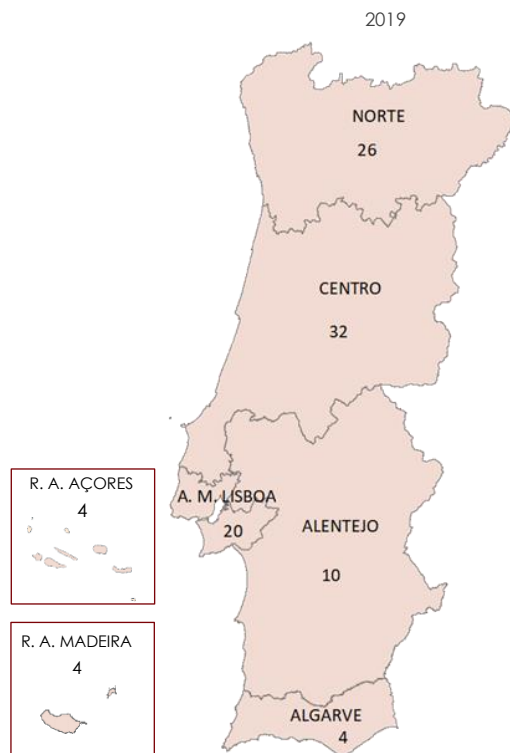 2019
NORTE
26
CENTRO
32
A. M. LISBOA
20
ALENTEJO
10
ALGARVE
4
R. A. AÇORES
4
R. A. MADEIRA
4